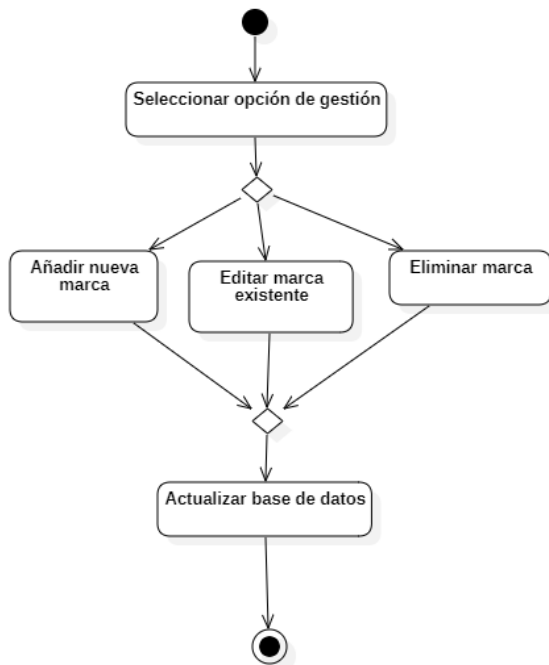 Seleccionar opción de gestión
Añadir nueva
marca
Editar marca
existente
Eliminar marca
Actualizar base de datos